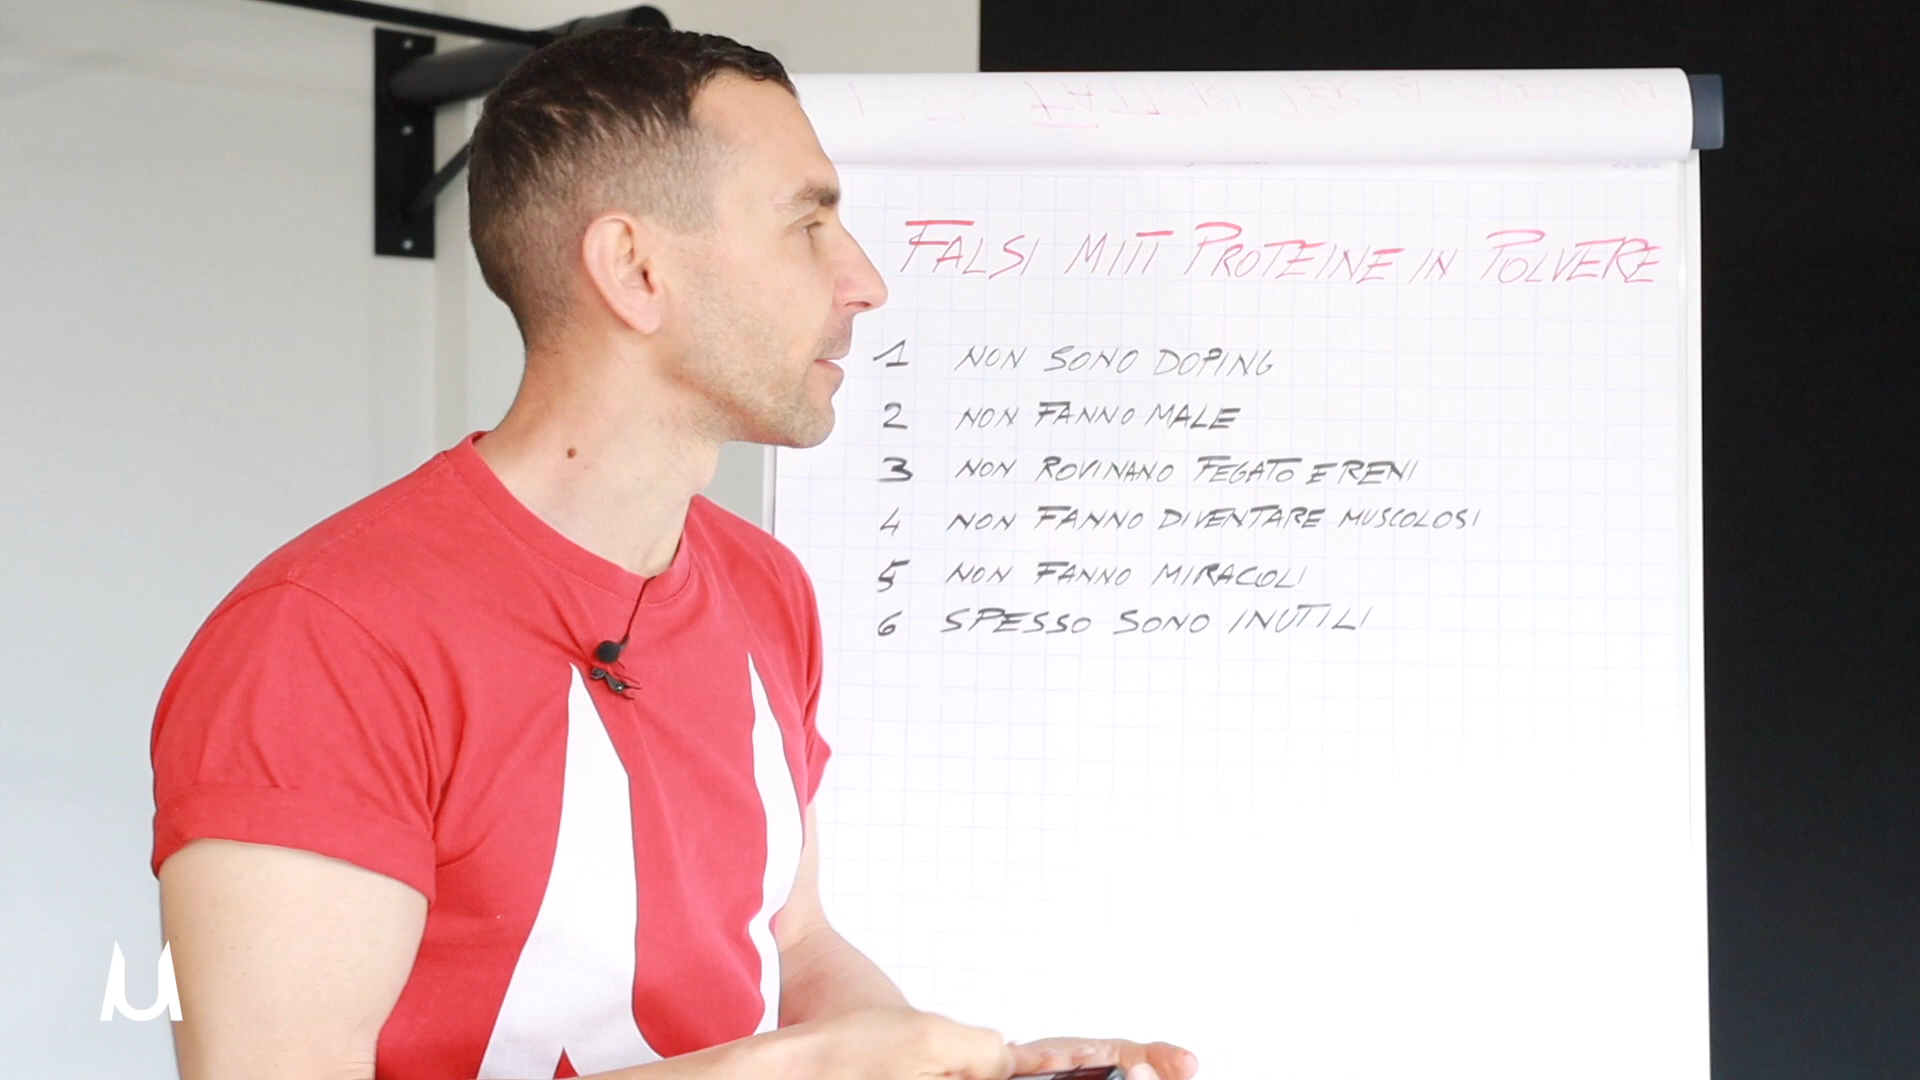 FALSI MITI PROTEINE IN POLVERE
1 NON SONO DOPING
2 NON FANNO MALE
3 NON ROVINANO FEGATO E RENI
4 NON FANNO DIVENTARE MUSCOLOSI
5 NON FANNO MIRACOLI
6 SPESSO SONO INUTILI